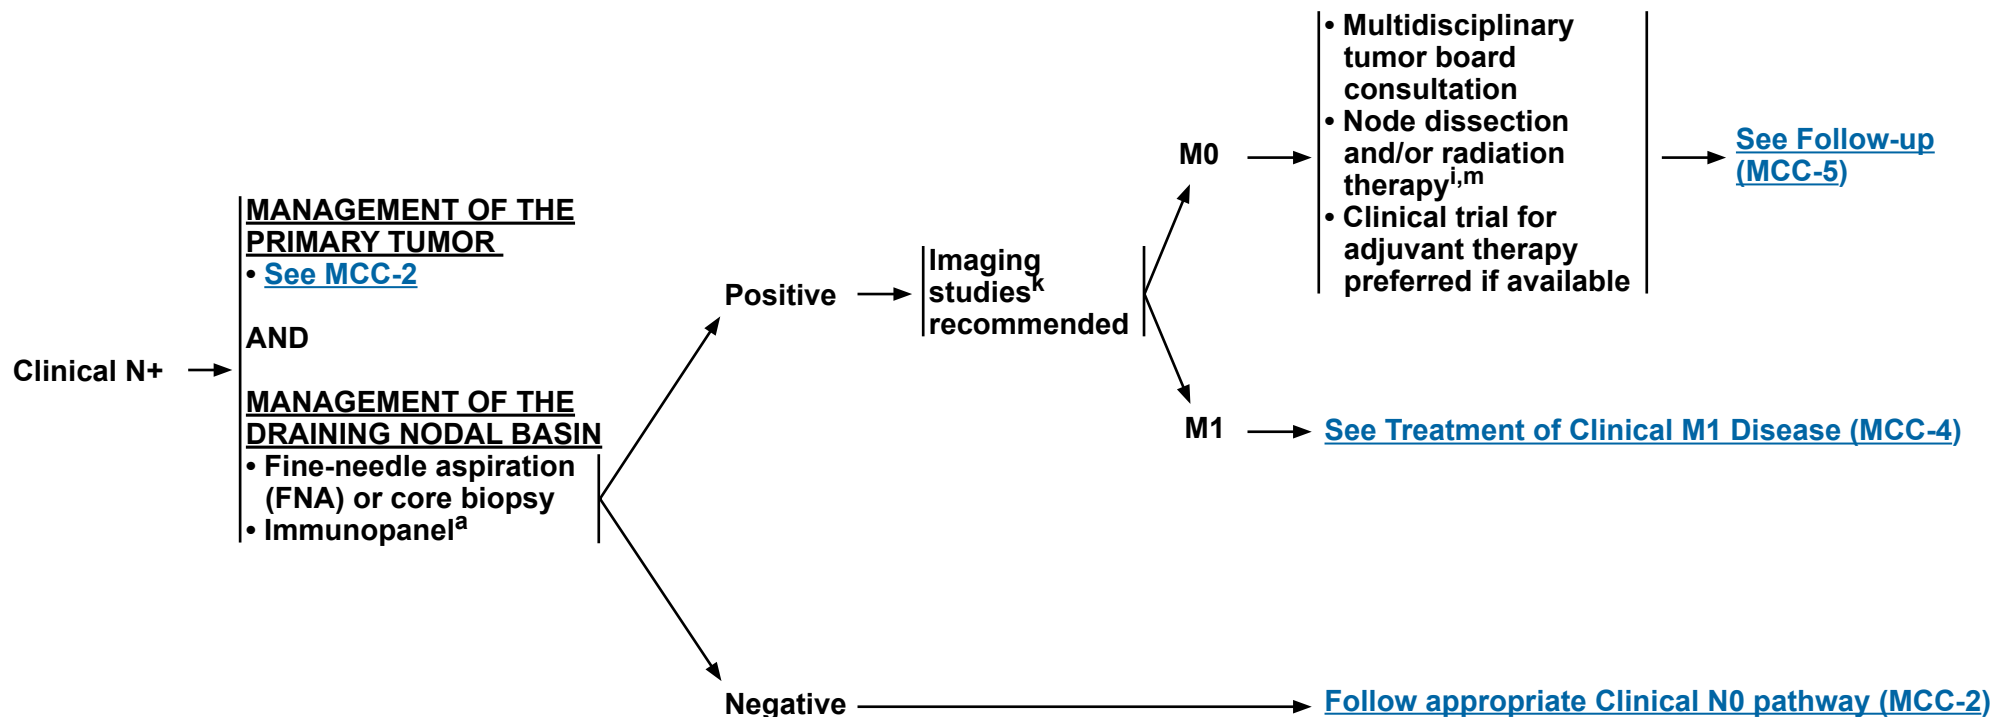 Clinical N+
MANAGEMENT OF THE
PRIMARY TUMOR
• See MCC-2
AND
MANAGEMENT OF THE
DRAINING NODAL BASIN
• Fine-needle aspiration
(FNA) or core biopsy
• Immunopanela
Positive
Imaging
studiesk
recommended
M0
• Multidisciplinary
tumor board
consultation
• Node dissection
and/or radiation
therapyi,m
• Clinical trial for
adjuvant therapy
preferred if available
See Follow-up
(MCC-5)
M1
See Treatment of Clinical M1 Disease (MCC-4)
Negative
Follow appropriate Clinical N0 pathway (MCC-2)